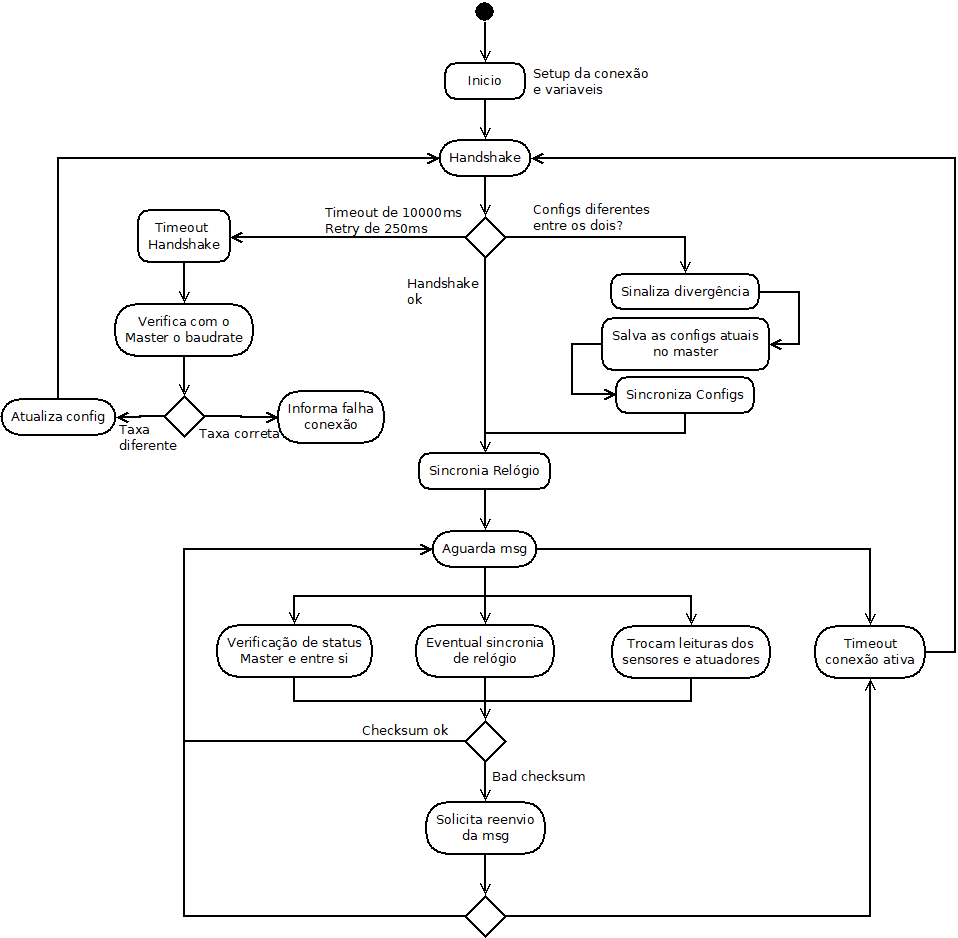 Inicio
Setup da conexão
e variaveis
Handshake
Timeout de 10000ms
Retry de 250ms
Configs diferentes
entre os dois?
Timeout
Handshake
Handshake
ok
Sinaliza divergência
Verifica com o
Master o baudrate
Salva as configs atuais
no master
Sincroniza Configs
Atualiza config
Taxa
diferente
Taxa correta
Informa falha
conexão
Sincronia Relógio
Aguarda msg
Verificação de status
Master e entre si
Eventual sincronia
de relógio
Trocam leituras dos
sensores e atuadores
Timeout
conexão ativa
Checksum ok
Bad checksum
Solicita reenvio
da msg